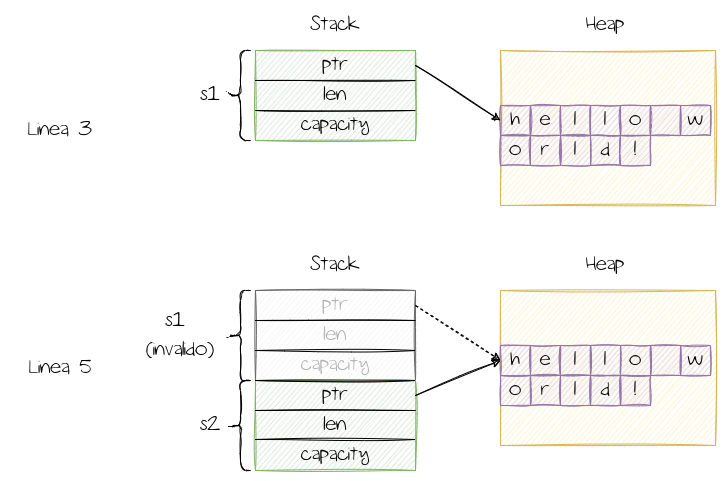 Stack
Heap
ptr
s1
len
capacity
Linea 3
h e l l o w
o r l d !
Stack
Heap
s1
(invalido)
ptr
len
capacity
Linea 5
ptr
s2
len
capacity
h e l l o w
o r l d !